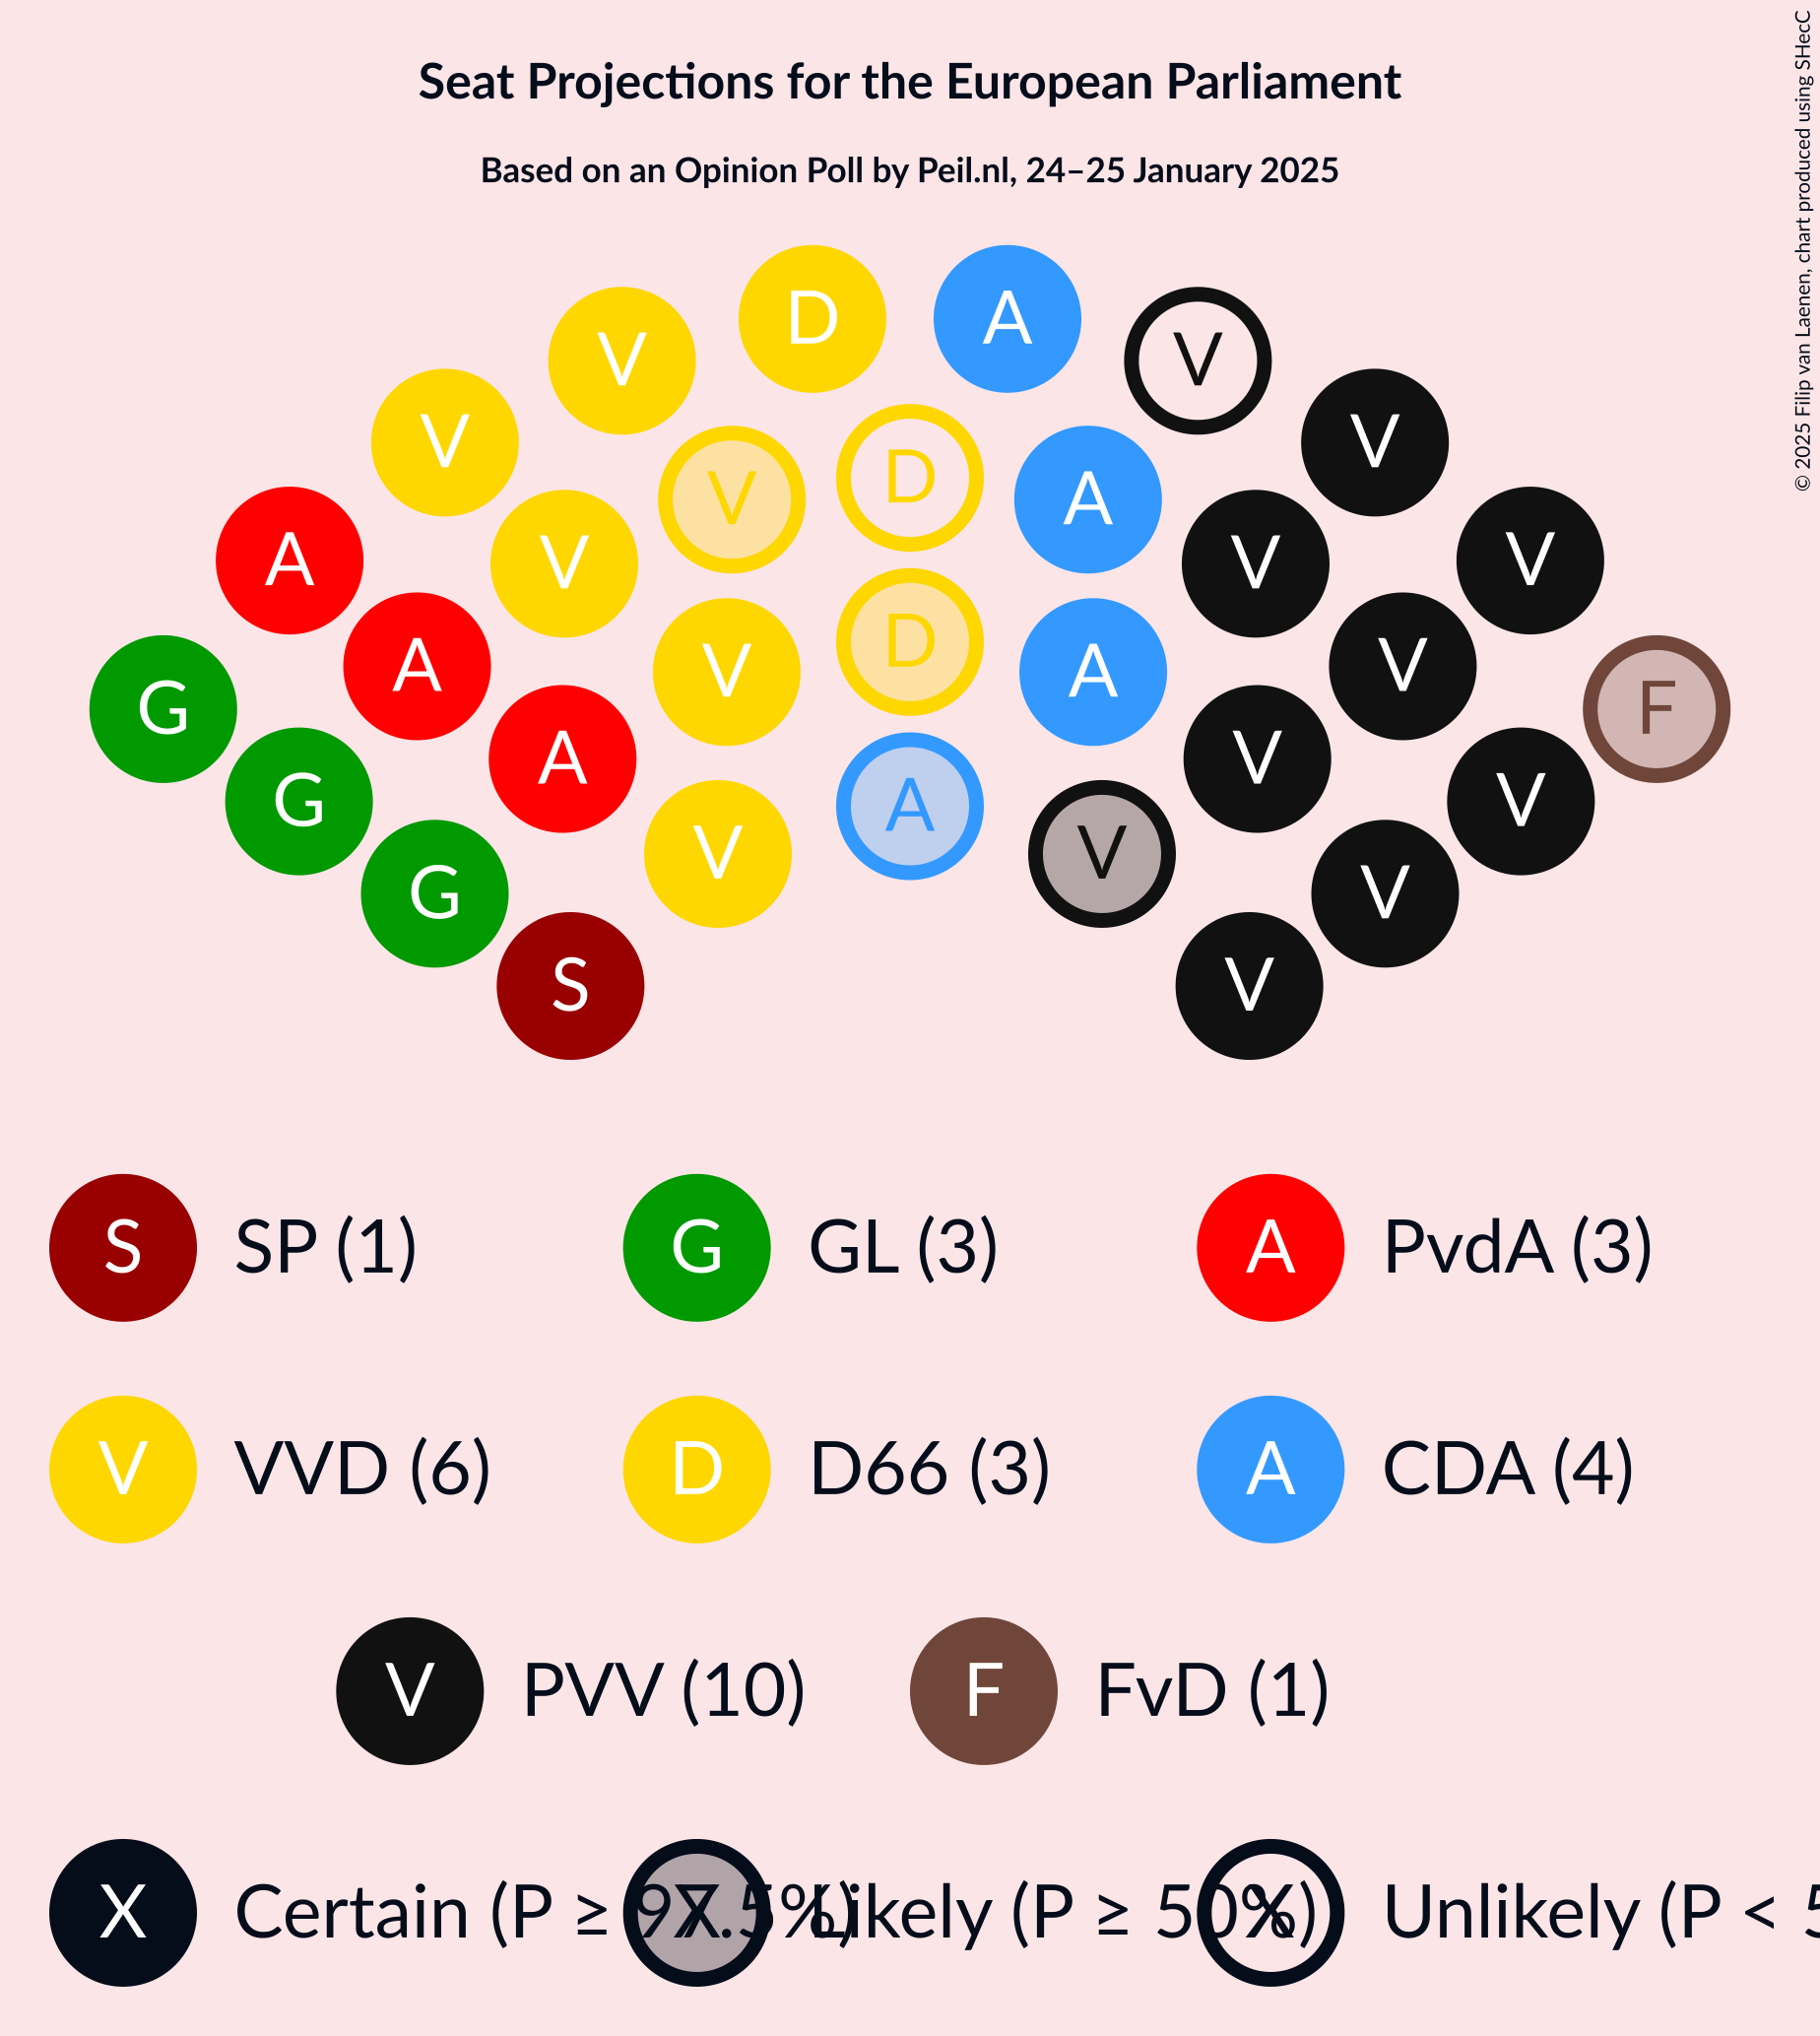 Seat Projections for the European Parliament
Based on an Opinion Poll by Peil.nl, 24–25 January 2025
© 2025 Filip van Laenen, chart produced using SHecC
D A
V V
V V
V D A
A V V V V
V D A
A V
G F
V V
G A V
V V
G V
S V
S SP (1) G GL (3) A PvdA (3)
V VVD (6) D D66 (3) A CDA (4)
V PVV (10) F FvD (1)
X Certain (P ≥ 97.5%) X Likely (P ≥ 50%) X Unlikely (P < 5